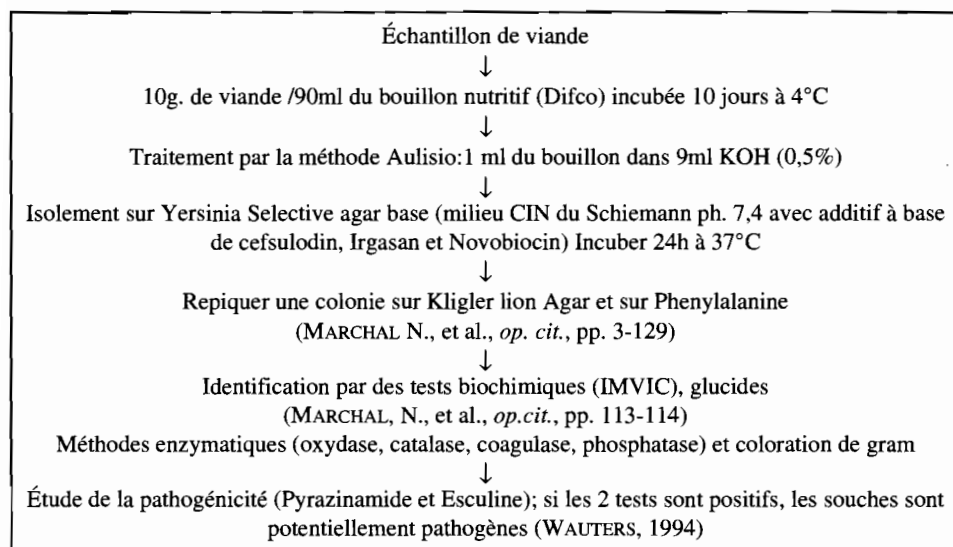 Échantillon de viande
↓
10g. de viande /90ml du bouillon nutritif (Difco) incubée 10 jours à 4°C
↓
Traitement par la méthode Aulisio:1 ml du bouillon dans 9ml KOH (0,5%)
↓
Isolement sur Yersinia Selective agar base (milieu CIN du Schiemann ph. 7,4 avec additif à base
de cefsulodin, Irgasan et Novobiocin) Incuber 24h à 37°C
↓
Repiquer une colonie sur Kligler lion Agar et sur Phenylalanine
(MARCHAL N., et al., op. cit., pp. 3-129)
↓
Identification par des tests biochimiques (IMVIC), glucides
(MARCHAL, N., et al., op.cit., pp. 113-114)
Méthodes enzymatiques (oxydase, catalase, coagulase, phosphatase) et coloration de gram
↓
Étude de la pathogénicité (Pyrazinamide et Esculine); si les 2 tests sont positifs, les souches sont
potentiellement pathogènes (WAUTERS, 1994)